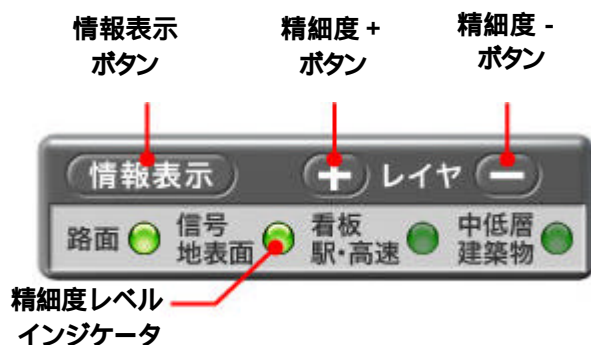 情報表示
ボタン
精細度 +
ボタン
精細度 -
ボタン
情報表示
+ レイヤ -
路面
信号
地表面
看板
駅・高速
中低層
建築物
精細度レベル
インジケータ